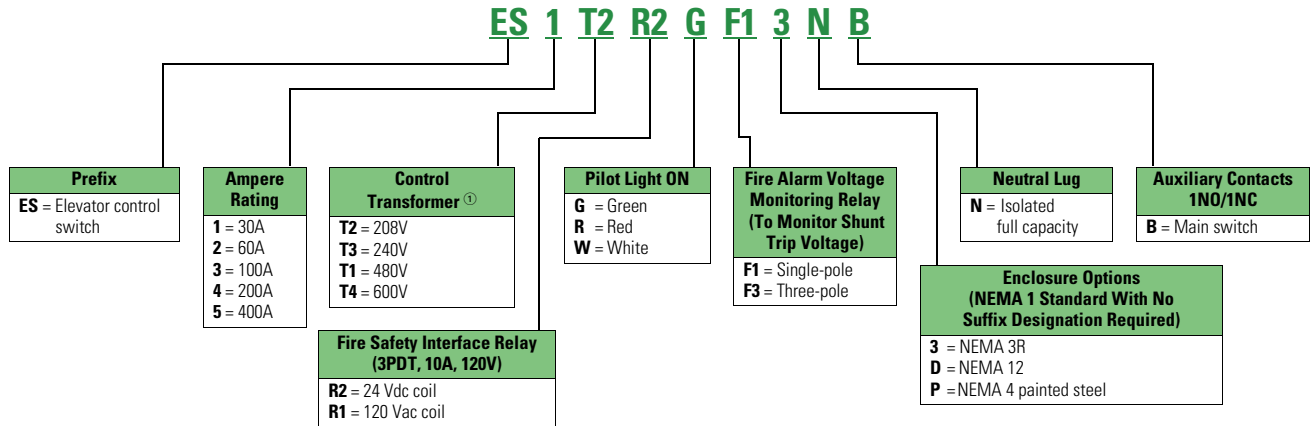 ES 1 T2 R2 G F1 3 N B
Prefix
ES = Elevator control
switch
Ampere
Rating
1 = 30A
2 = 60A
3 = 100A
4 = 200A
5 = 400A
Control
Transformer ①
T2 = 208V
T3 = 240V
T1 = 480V
T4 = 600V
Fire Safety Interface Relay
(3PDT, 10A, 120V)
R2 = 24 Vdc coil
R1 = 120 Vac coil
Pilot Light ON
G = Green
R = Red
W = White
Fire Alarm Voltage
Monitoring Relay
(To Monitor Shunt
Trip Voltage)
F1 = Single-pole
F3 = Three-pole
Enclosure Options
(NEMA 1 Standard With No
Suffix Designation Required)
3 = NEMA 3R
D = NEMA 12
P = NEMA 4 painted steel
Neutral Lug
N = Isolated
full capacity
Auxiliary Contacts
1NO/1NC
B = Main switch